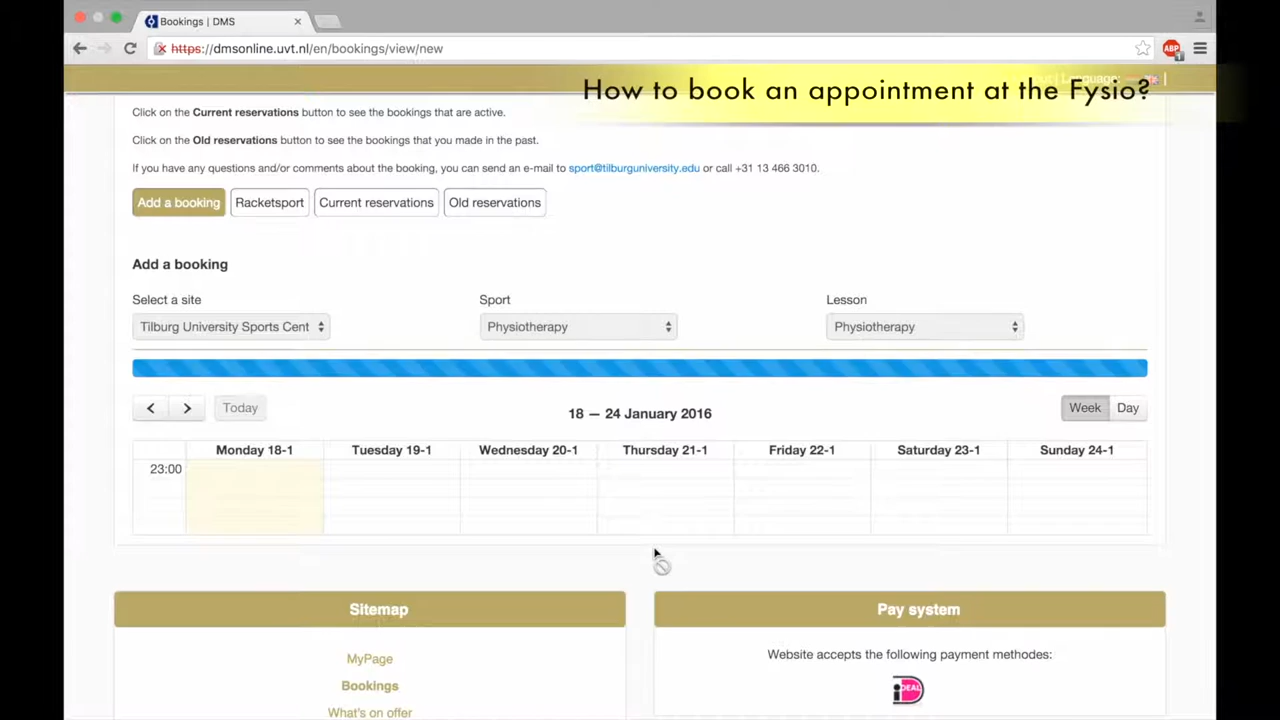 Bookings | DMS
https://dmsonline.uvt.nl/en/bookings/view/new
ABP
1
Language:
How to book an appointment at the Fysio?
Click on the Current reservations button to see the bookings that are active.
Click on the Old reservations button to see the bookings that you made in the past.
If you have any questions and/or comments about the booking, you can send an e-mail to sport@tilburguniversity.edu or call +31 13 466 3010.
Add a booking Racketsport Current reservations Old reservations
Add a booking
Select a site Sport Lesson
Tilburg University Sports Cent Physiotherapy Physiotherapy
Today 18 — 24 January 2016 Week Day
Monday 18-1 Tuesday 19-1 Wednesday 20-1 Thursday 21-1 Friday 22-1 Saturday 23-1 Sunday 24-1
23:00
Sitemap Pay system
MyPage Website accepts the following payment methodes:
Bookings iDEAL
What's on offer